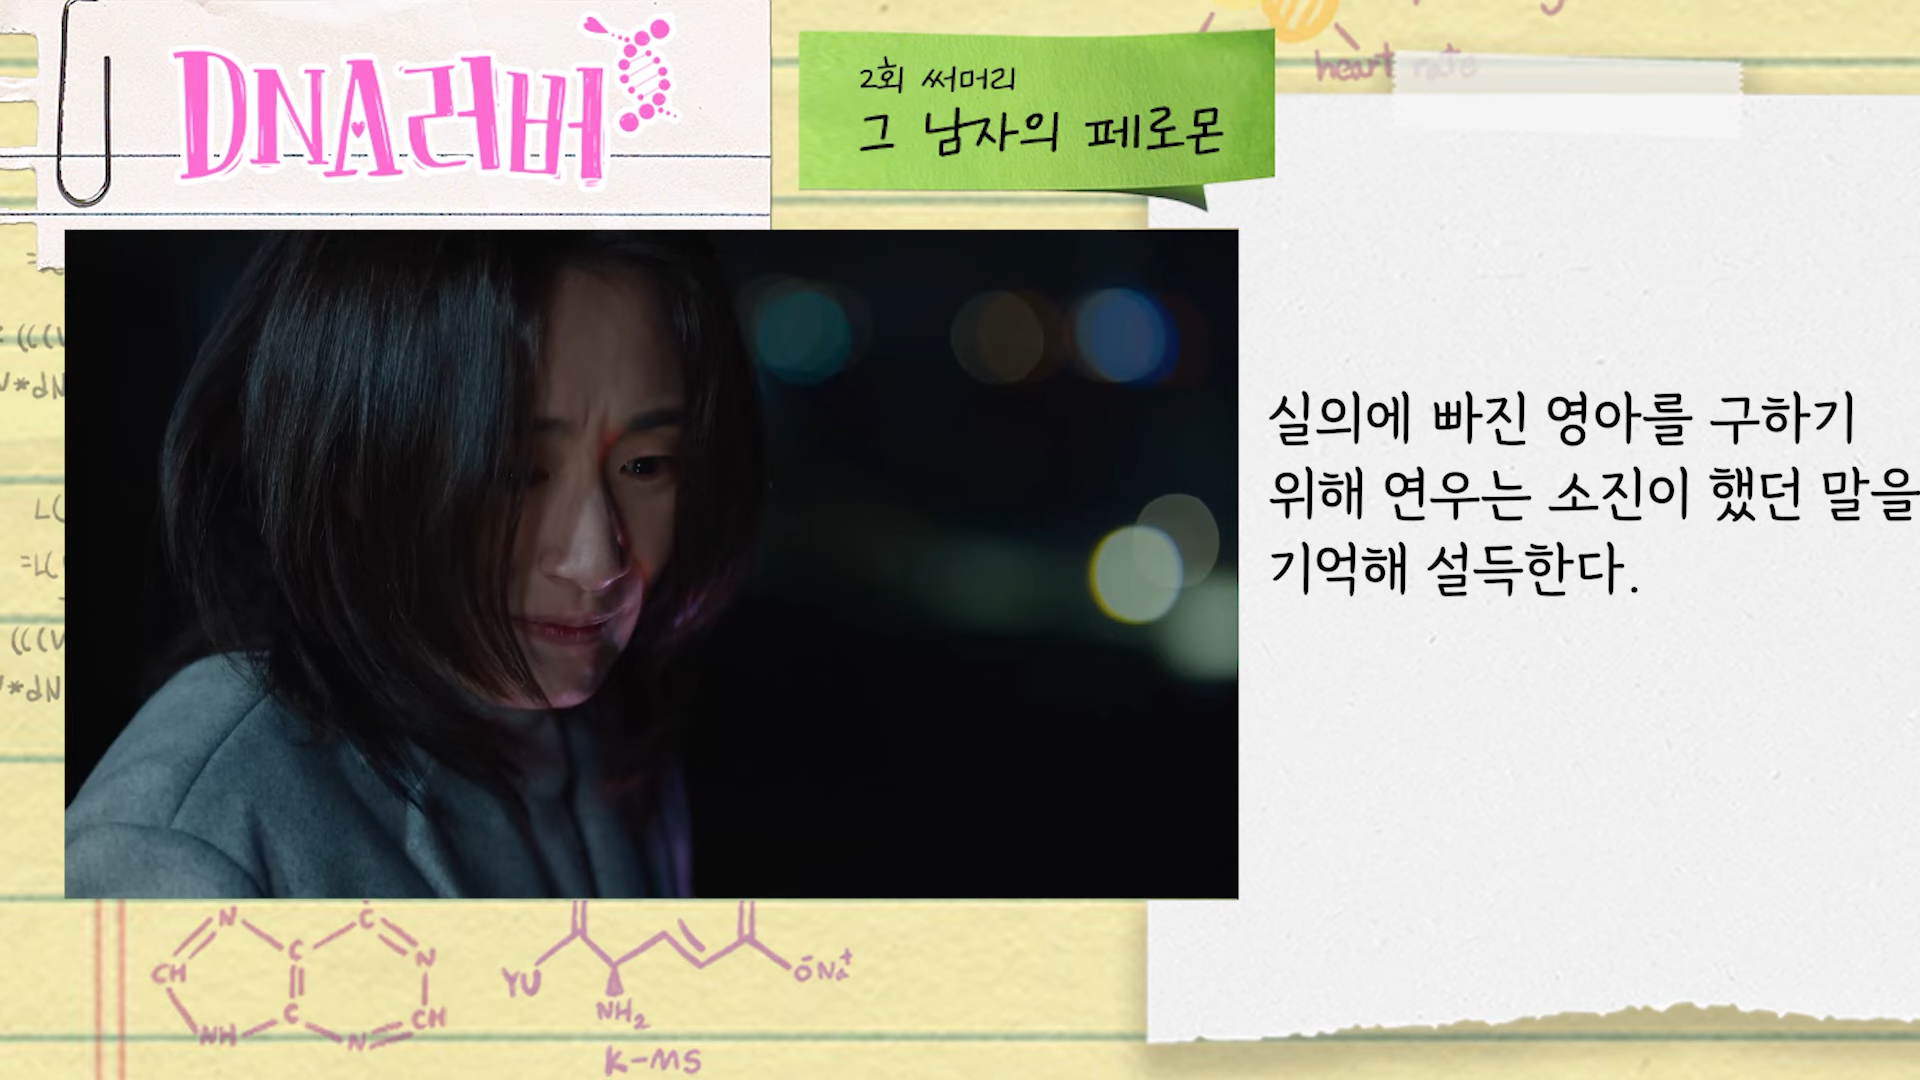 DNA러버
2회 써머리
그 남자의 페로몬
heart rate
실의에 빠진 영아를 구하기
위해 연우는 소진이 했던 말을
기억해 설득한다.
N C
CH C N
C CH
NH N
YU ŌNa+
NH2
K-MS